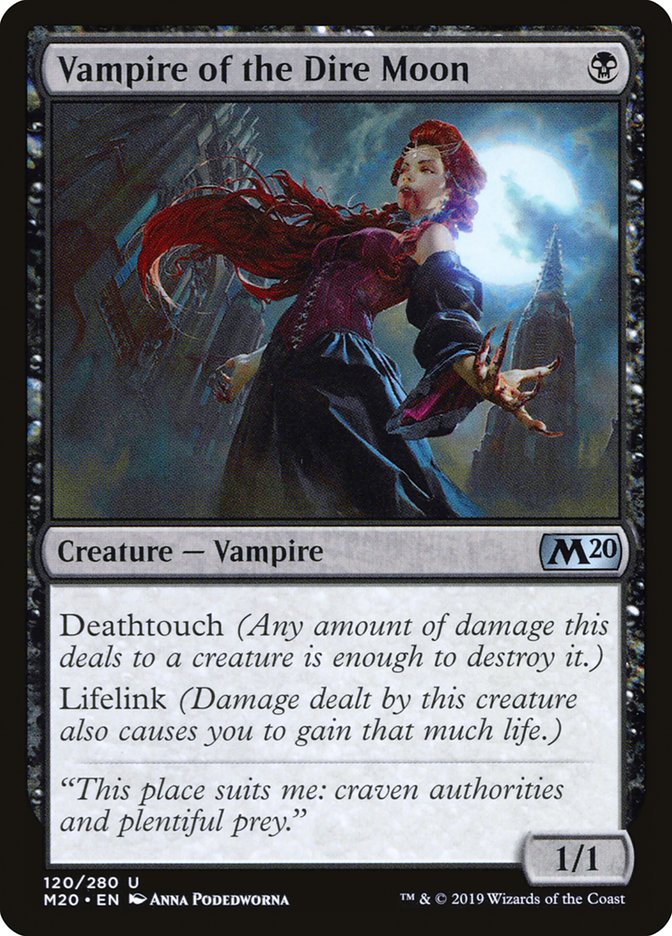 Vampire of the Dire Moon
Creature — Vampire
M20
Deathtouch (Any amount of damage this
deals to a creature is enough to destroy it.)
Lifelink (Damage dealt by this creature
also causes you to gain that much life.)
“This place suits me: craven authorities
and plentiful prey.”
1/1
120/280 U
M20 • EN Anna Podedworna
™ & © 2019 Wizards of the Coast